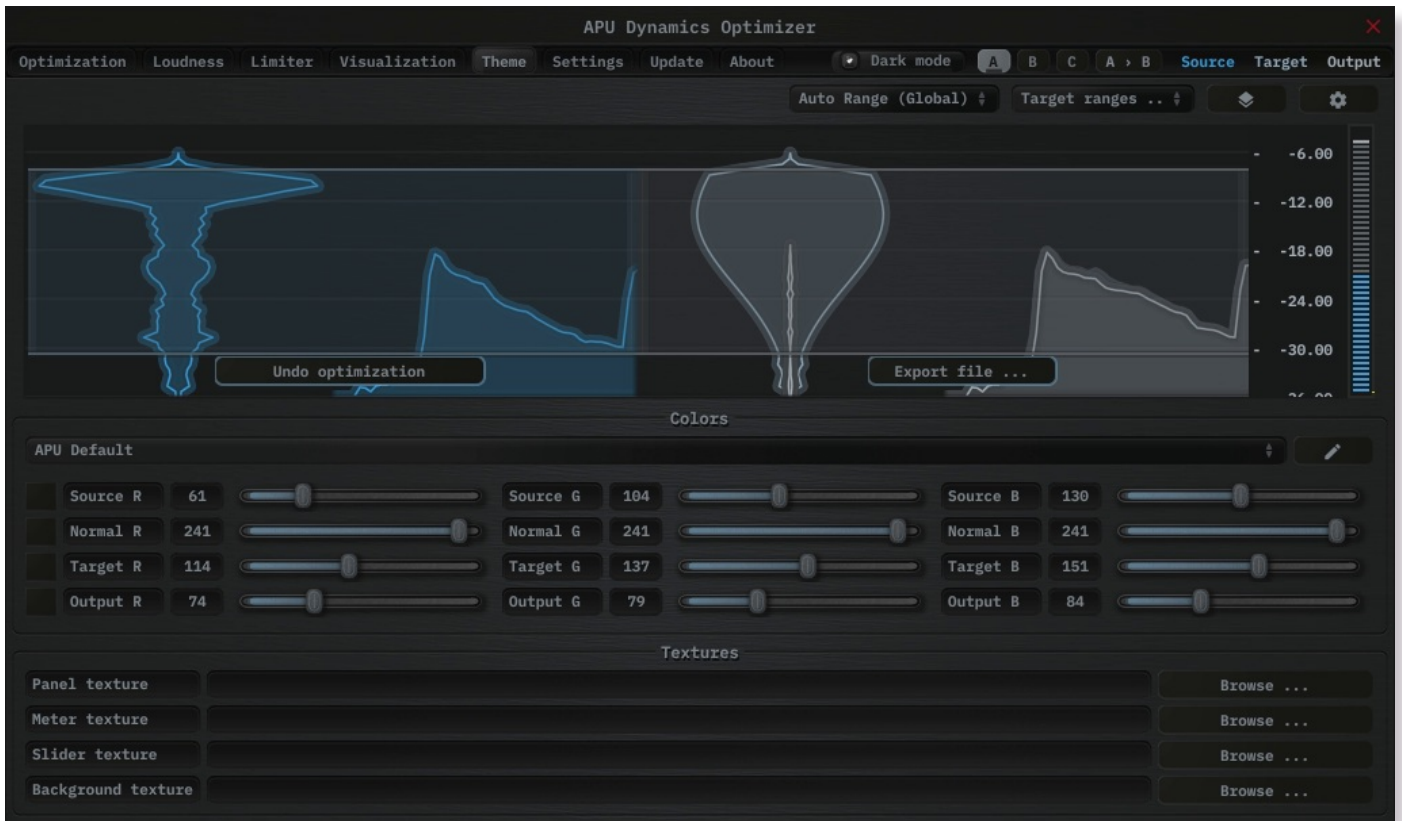 APU Dynamics Optimizer
Optimization Loudness Limiter Visualization Theme Settings Update About Dark mode A B C A › B Source Target Output
Auto Range (Global) Target ranges ..
- -6.00
- -12.00
- -18.00
- -24.00
- -30.00
Undo optimization Export file ...
Colors
APU Default
Source R 61 Source G 104 Source B 130
Normal R 241 Normal G 241 Normal B 241
Target R 114 Target G 137 Target B 151
Output R 74 Output G 79 Output B 84
Textures
Panel texture Browse ...
Meter texture Browse ...
Slider texture Browse ...
Background texture Browse ...